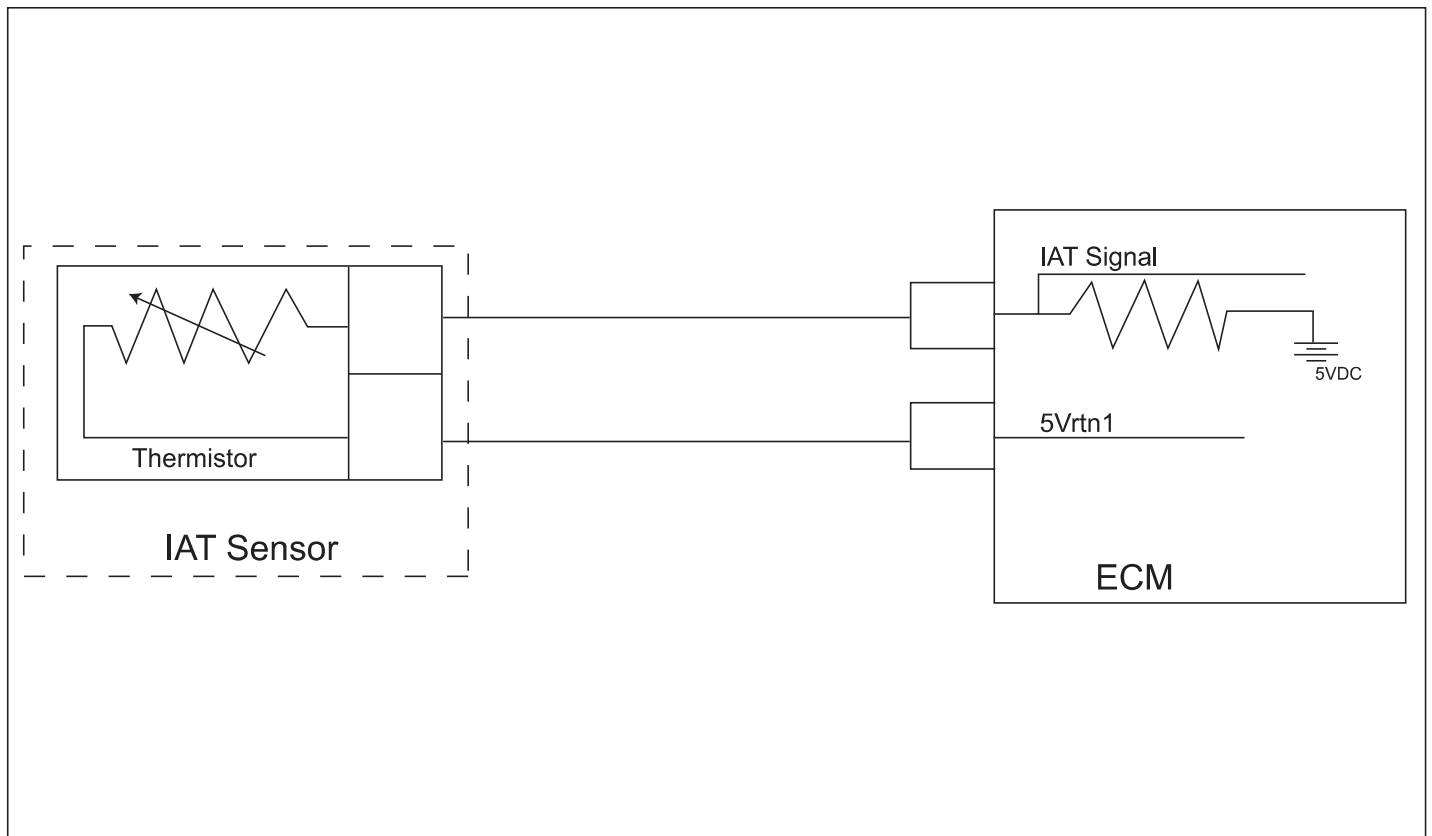 IAT Signal
5VDC
5Vrtn1
Thermistor
IAT Sensor
ECM